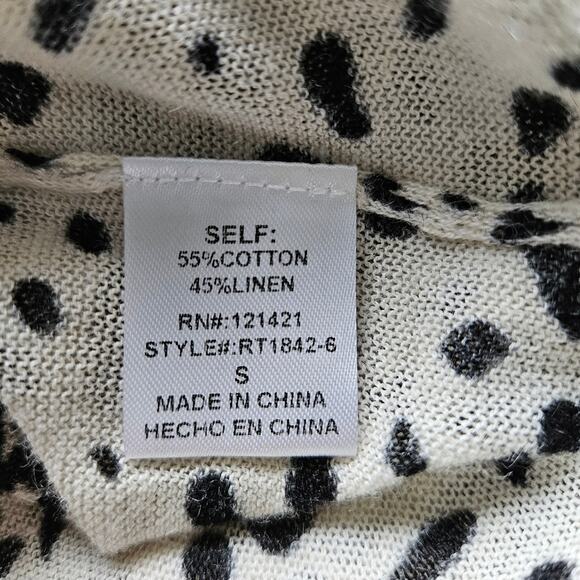 SELF:
55%COTTON
45%LINEN
RN#:121421
STYLE#:RT1842-6
S
MADE IN CHINA
HECHO EN CHINA